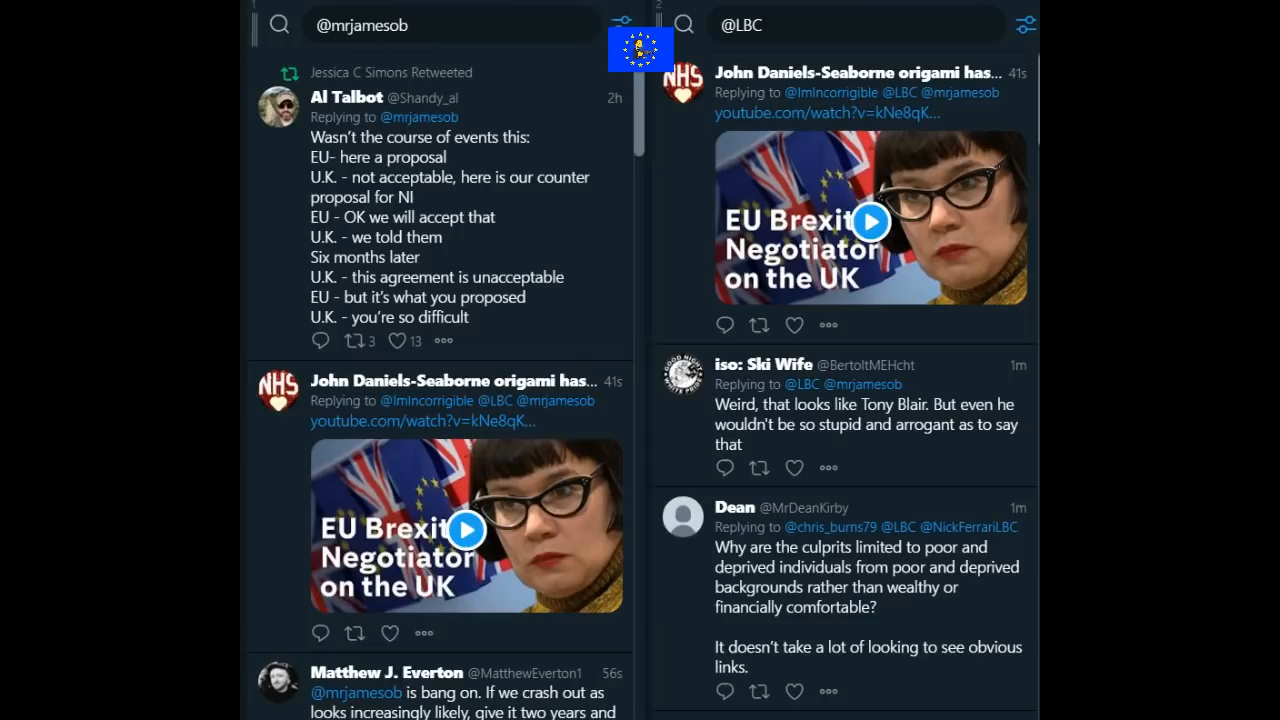 1
@mrjamesob
Jessica C Simons Retweeted
Al Talbot @Shandy_al 2h
Replying to @mrjamesob
Wasn't the course of events this:
EU- here a proposal
U.K. - not acceptable, here is our counter
proposal for NI
EU - OK we will accept that
U.K. - we told them
Six months later
U.K. - this agreement is unacceptable
EU - but it's what you proposed
U.K. - you're so difficult
3 13
NHS
John Daniels-Seaborne origami has... 41s
Replying to @ImIncorrigible @LBC @mrjamesob
youtube.com/watch?v=kNe8qK...
EU Brexit
Negotiator
on the UK
Matthew J. Everton @MatthewEverton1 56s
@mrjamesob is bang on. If we crash out as
looks increasingly likely, give it two years and
2
@LBC
NHS
John Daniels-Seaborne origami has... 41s
Replying to @ImIncorrigible @LBC @mrjamesob
youtube.com/watch?v=kNe8qK...
EU Brexit
Negotiator
on the UK
GOOD NIGHT
WHITE PRIDE
iso: Ski Wife @BertoltMEHcht 1m
Replying to @LBC @mrjamesob
Weird, that looks like Tony Blair. But even he
wouldn't be so stupid and arrogant as to say
that
Dean @MrDeanKirby 1m
Replying to @chris_burns79 @LBC @NickFerrariLBC
Why are the culprits limited to poor and
deprived individuals from poor and deprived
backgrounds rather than wealthy or
financially comfortable?
It doesn't take a lot of looking to see obvious
links.